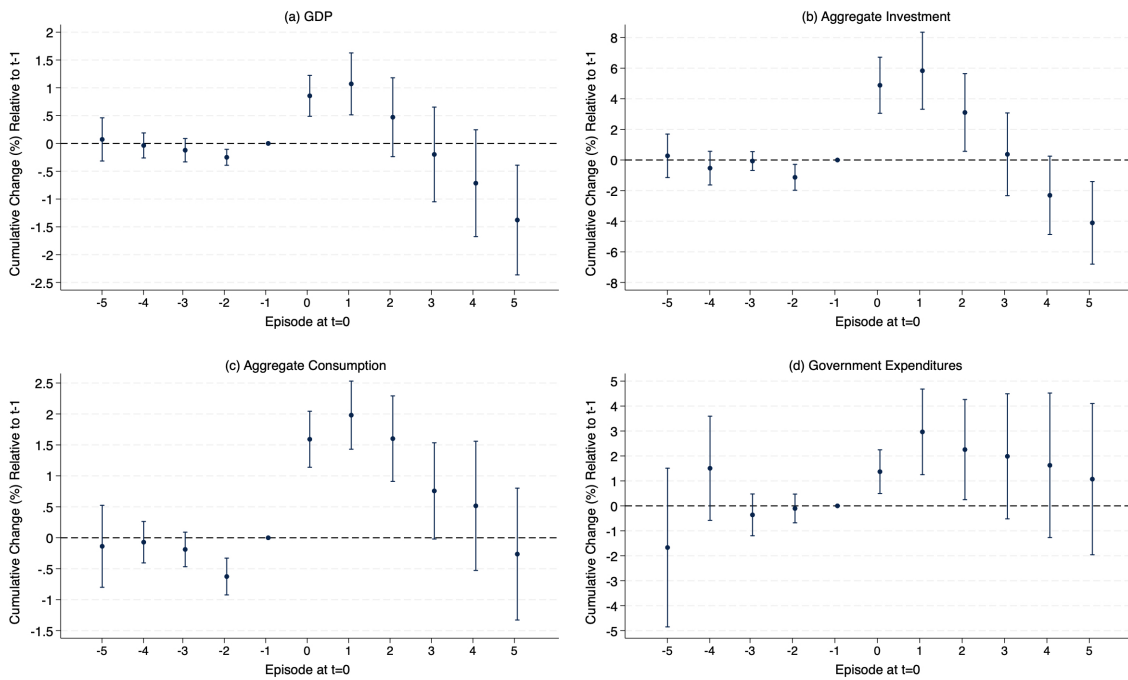 (a) GDP
Cumulative Change (%) Relative to t-1
2
1.5
1
.5
0
-.5
-1
-1.5
-2
-2.5
-5 -4 -3 -2 -1 0 1 2 3 4 5
Episode at t=0
(b) Aggregate Investment
Cumulative Change (%) Relative to t-1
8
6
4
2
0
-2
-4
-6
-8
-5 -4 -3 -2 -1 0 1 2 3 4 5
Episode at t=0
(c) Aggregate Consumption
Cumulative Change (%) Relative to t-1
2.5
2
1.5
1
.5
0
-.5
-1
-1.5
-5 -4 -3 -2 -1 0 1 2 3 4 5
Episode at t=0
(d) Government Expenditures
Cumulative Change (%) Relative to t-1
5
4
3
2
1
0
-1
-2
-3
-4
-5
-5 -4 -3 -2 -1 0 1 2 3 4 5
Episode at t=0